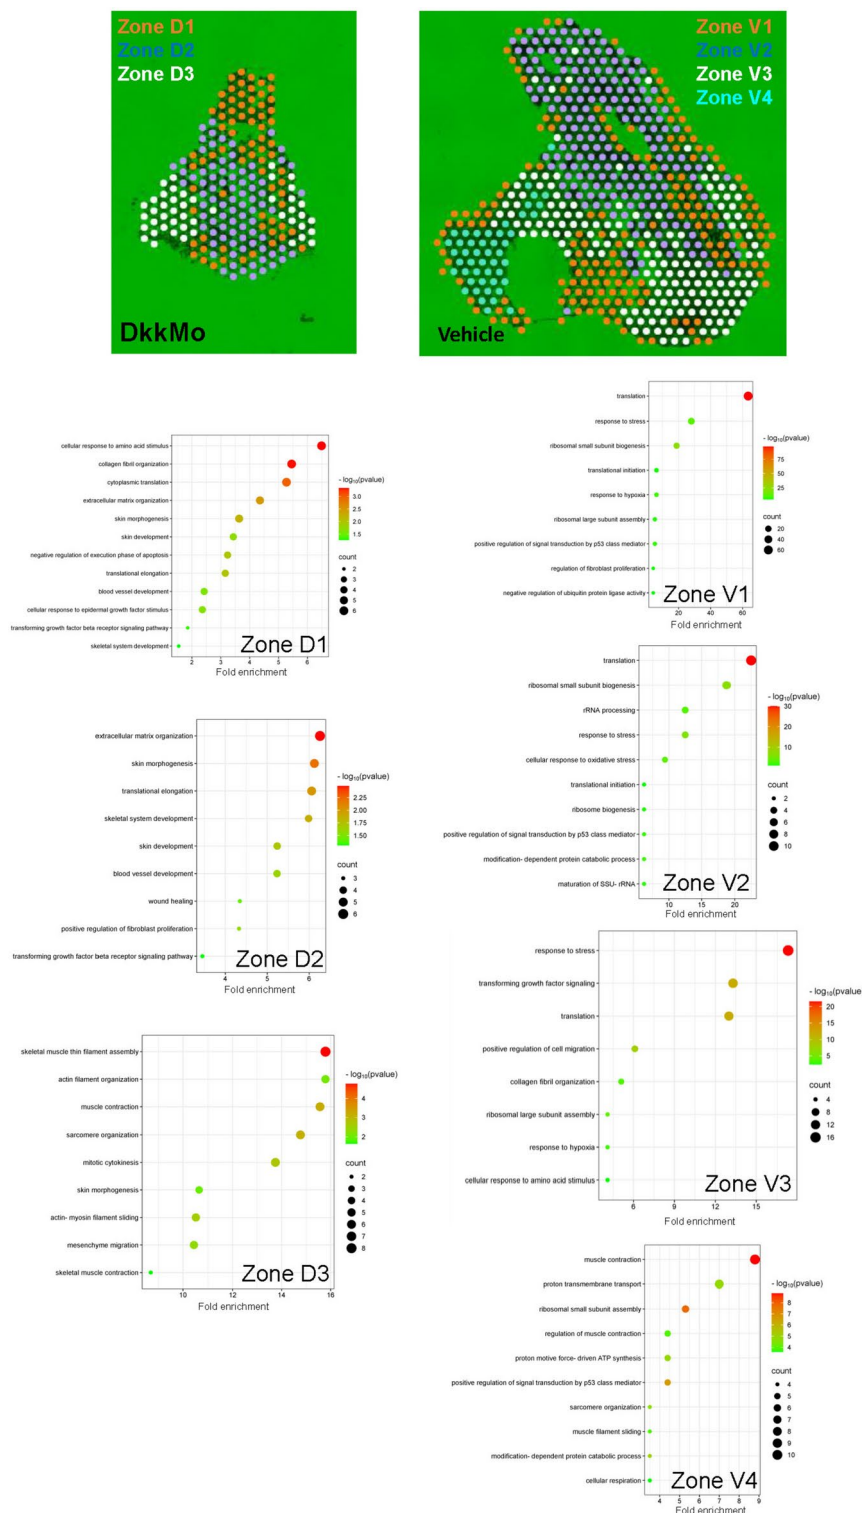 Zone D1
Zone D2
Zone D3
DkkMo
Zone V1
Zone V2
Zone V3
Zone V4
Vehicle
cellular response to amino acid stimulus
collagen fibril organization
cytoplasmic translation
extracellular matrix organization
skin morphogenesis
skin development
negative regulation of execution phase of apoptosis
translational elongation
blood vessel development
cellular response to epidermal growth factor stimulus
transforming growth factor beta receptor signaling pathway
skeletal system development
2 3 4 5 6
Fold enrichment
Zone D1
- log10(pvalue)
3.0
2.5
2.0
1.5
count
2
3
4
5
6
extracellular matrix organization
skin morphogenesis
translational elongation
skeletal system development
skin development
blood vessel development
wound healing
positive regulation of fibroblast proliferation
transforming growth factor beta receptor signaling pathway
4 5 6
Fold enrichment
Zone D2
- log10(pvalue)
2.25
2.00
1.75
1.50
count
3
4
5
6
skeletal muscle thin filament assembly
actin filament organization
muscle contraction
sarcomere organization
mitotic cytokinesis
skin morphogenesis
actin- myosin filament sliding
mesenchyme migration
skeletal muscle contraction
10 12 14 16
Fold enrichment
Zone D3
- log10(pvalue)
4
3
2
count
2
3
4
5
6
7
8
translation
response to stress
ribosomal small subunit biogenesis
translational initiation
response to hypoxia
ribosomal large subunit assembly
positive regulation of signal transduction by p53 class mediator
regulation of fibroblast proliferation
negative regulation of ubiquitin protein ligase activity
20 40 60
Fold enrichment
Zone V1
- log10(pvalue)
75
50
25
count
20
40
60
translation
ribosomal small subunit biogenesis
rRNA processing
response to stress
cellular response to oxidative stress
translational initiation
ribosome biogenesis
positive regulation of signal transduction by p53 class mediator
modification- dependent protein catabolic process
maturation of SSU- rRNA
10 15 20
Fold enrichment
Zone V2
- log10(pvalue)
30
20
10
count
2
4
6
8
10
response to stress
transforming growth factor signaling
translation
positive regulation of cell migration
collagen fibril organization
ribosomal large subunit assembly
response to hypoxia
cellular response to amino acid stimulus
6 9 12 15
Fold enrichment
Zone V3
- log10(pvalue
20
15
10
5
count
4
8
12
16
muscle contraction
proton transmembrane transport
ribosomal small subunit assembly
regulation of muscle contraction
proton motive force- driven ATP synthesis
positive regulation of signal transduction by p53 class mediator
sarcomere organization
muscle filament sliding
modification- dependent protein catabolic process
cellular respiration
4 5 6 7 8 9
Fold enrichment
Zone V4
- log10(pvalue)
8
7
6
5
4
count
4
5
6
7
8
9
10